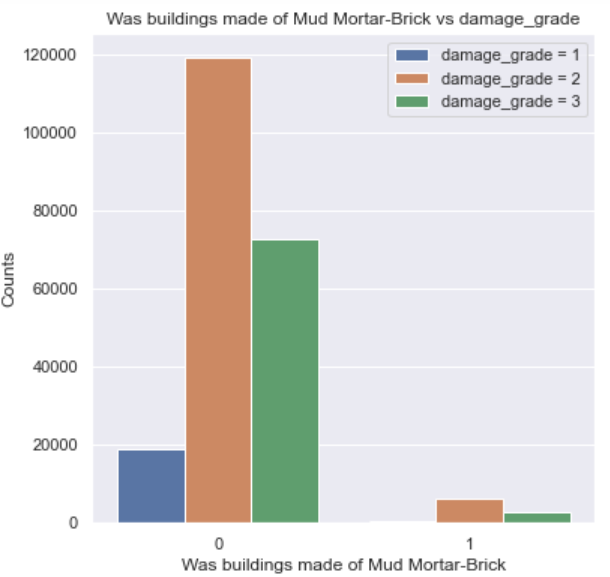 Was buildings made of Mud Mortar-Brick vs damage_grade
damage_grade = 1
damage_grade = 2
damage_grade = 3
120000
100000
80000
60000
40000
20000
0
Counts
0
1
Was buildings made of Mud Mortar-Brick